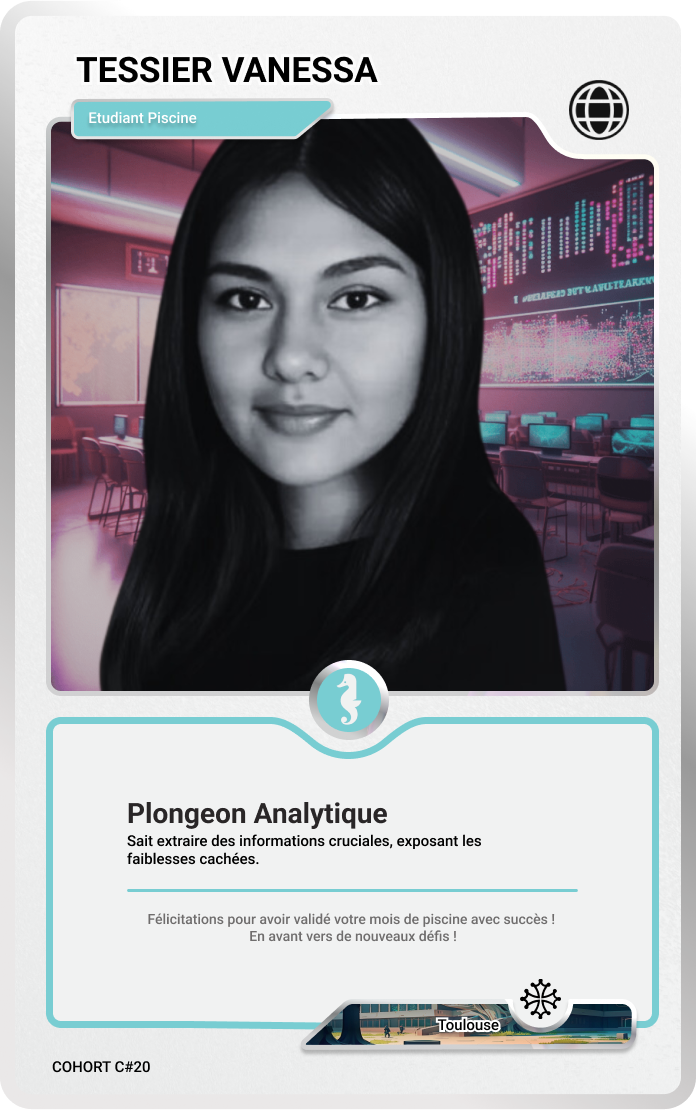 TESSIER VANESSA
Etudiant Piscine
Plongeon Analytique
Sait extraire des informations cruciales, exposant les
faiblesses cachées.
Félicitations pour avoir validé votre mois de piscine avec succès !
En avant vers de nouveaux défis !
Toulouse
COHORT C#20